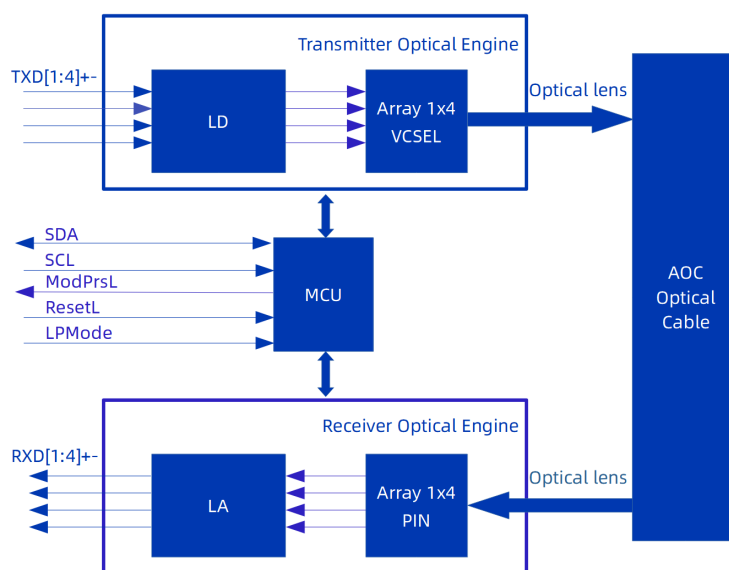 Transmitter Optical Engine
TXD[1:4]+-
LD
Array 1x4
VCSEL
Optical lens
SDA
SCL
ModPrsL
ResetL
LPMode
MCU
AOC
Optical
Cable
Receiver Optical Engine
RXD[1:4]+-
LA
Array 1x4
PIN
Optical lens